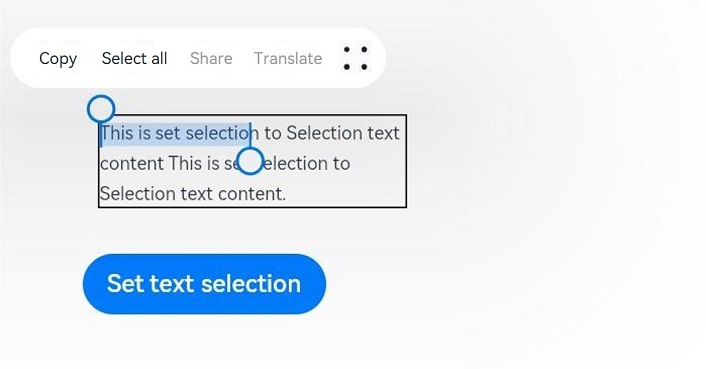 Copy Select all Share Translate
This is set selection to Selection text
content This is se election to
Selection text content.
Set text selection